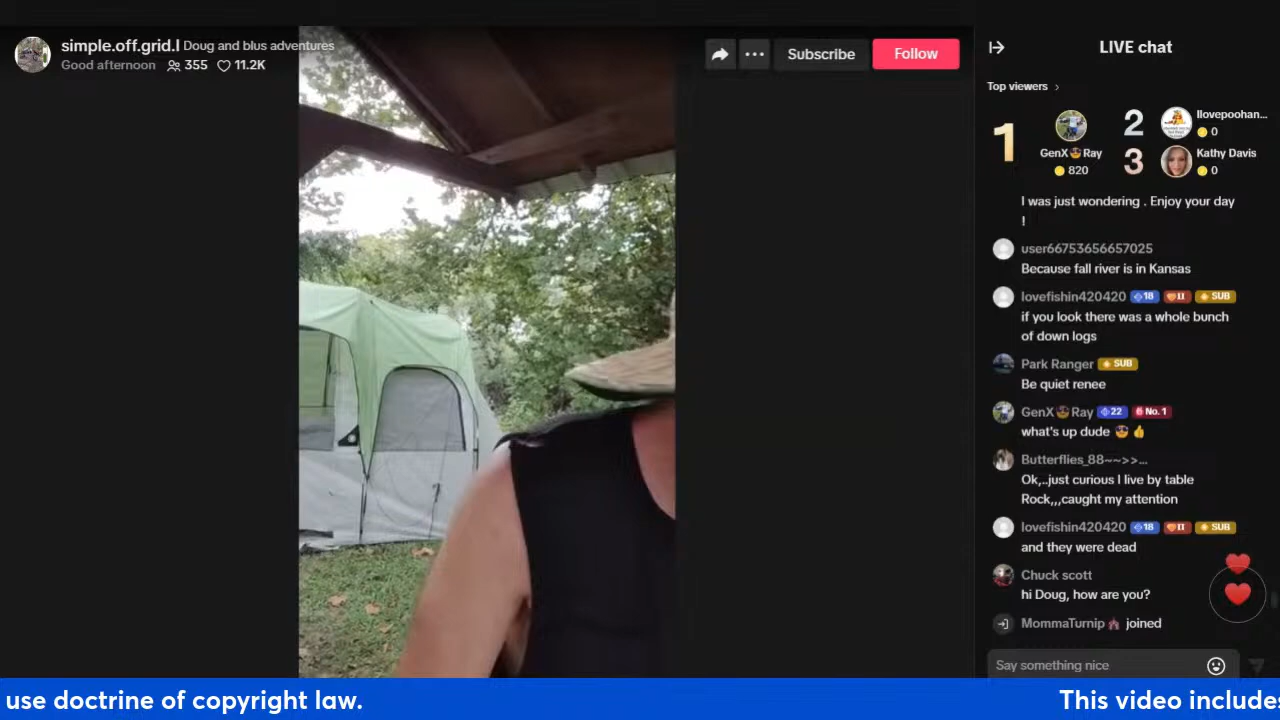 simple.off.grid.l Doug and blus adventures
Good afternoon 355 11.2K
Subscribe
Follow
LIVE chat
Top viewers
1
GenX Ray
820
2
Ilovepoohan...
0
3
Kathy Davis
0
I was just wondering . Enjoy your day
!
user66753656657025
Because fall river is in Kansas
lovefishin420420 18 II SUB
if you look there was a whole bunch
of down logs
Park Ranger SUB
Be quiet renee
GenX Ray 22 No. 1
what's up dude 🤠 👍
Butterflies_88~~>>...
Ok,..just curious I live by table
Rock,,,caught my attention
lovefishin420420 18 II SUB
and they were dead
Chuck scott
hi Doug, how are you?
MommaTurnip joined
Say something nice
use doctrine of copyright law.
This video includes